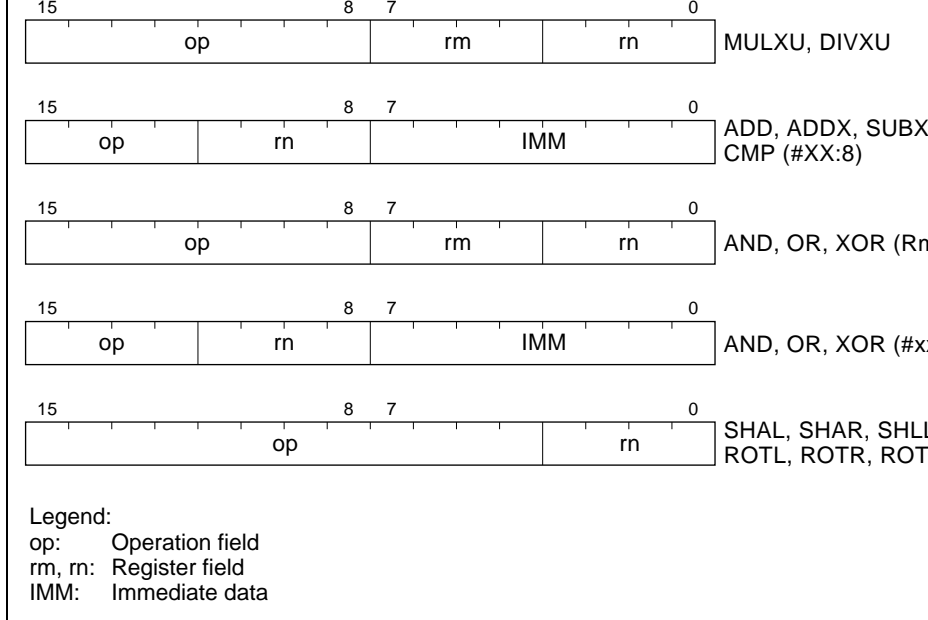 15 8 7 0
op rm rn MULXU, DIVXU
15 8 7 0
op rn IMM ADD, ADDX, SUBX
CMP (#XX:8)
15 8 7 0
op rm rn AND, OR, XOR (Rm
15 8 7 0
op rn IMM AND, OR, XOR (#x
15 8 7 0
op rn SHAL, SHAR, SHLL
ROTL, ROTR, ROT
Legend:
op: Operation field
rm, rn: Register field
IMM: Immediate data